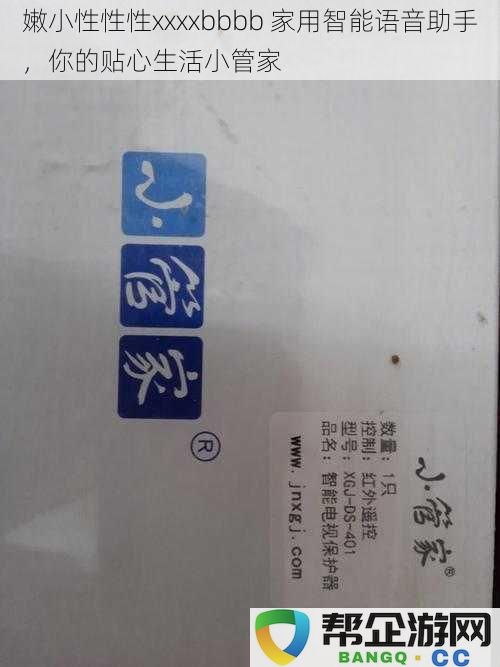 嫩小性性性xxxxbbbb 家用智能语音助手
，你的贴心生活小管家
小管家®
小管家®
品名：智能电视保护器
型号：XGJ-DS-401
控制：红外遥控
数量：1只
www.jnxgj.com
帮企游网
BANGQ·CC